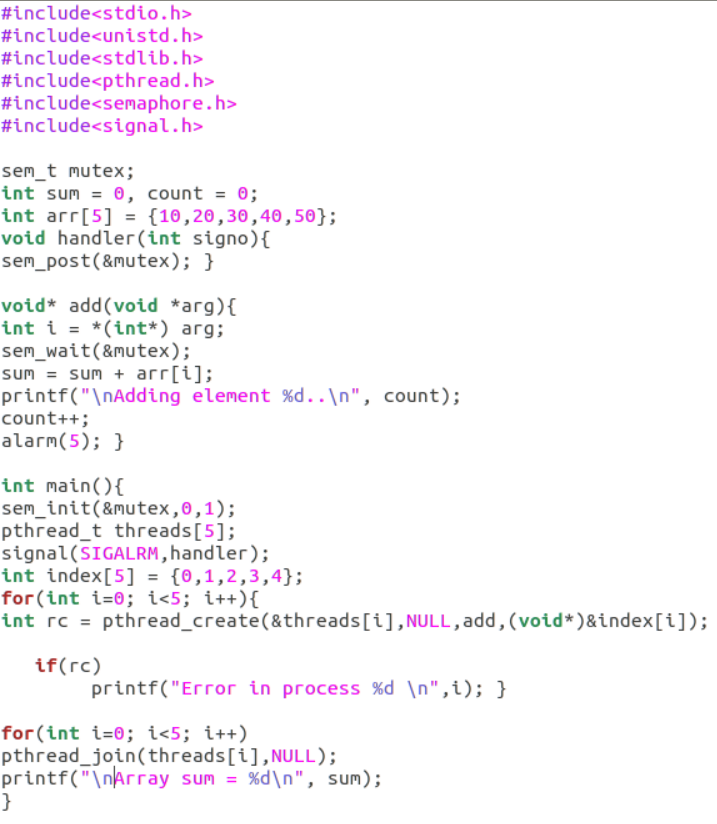 #include<stdio.h>
#include<unistd.h>
#include<stdlib.h>
#include<pthread.h>
#include<semaphore.h>
#include<signal.h>
sem_t mutex;
int sum = 0, count = 0;
int arr[5] = {10,20,30,40,50};
void handler(int signo){
sem_post(&mutex); }
void* add(void *arg){
int i = *(int*) arg;
sem_wait(&mutex);
sum = sum + arr[i];
printf("\nAdding element %d..\n", count);
count++;
alarm(5); }
int main(){
sem_init(&mutex,0,1);
pthread_t threads[5];
signal(SIGALRM,handler);
int index[5] = {0,1,2,3,4};
for(int i=0; i<5; i++){
int rc = pthread_create(&threads[i],NULL,add,(void*)&index[i]);
if(rc)
printf("Error in process %d \n",i); }
for(int i=0; i<5; i++)
pthread_join(threads[i],NULL);
printf("\nArray sum = %d\n", sum);
}